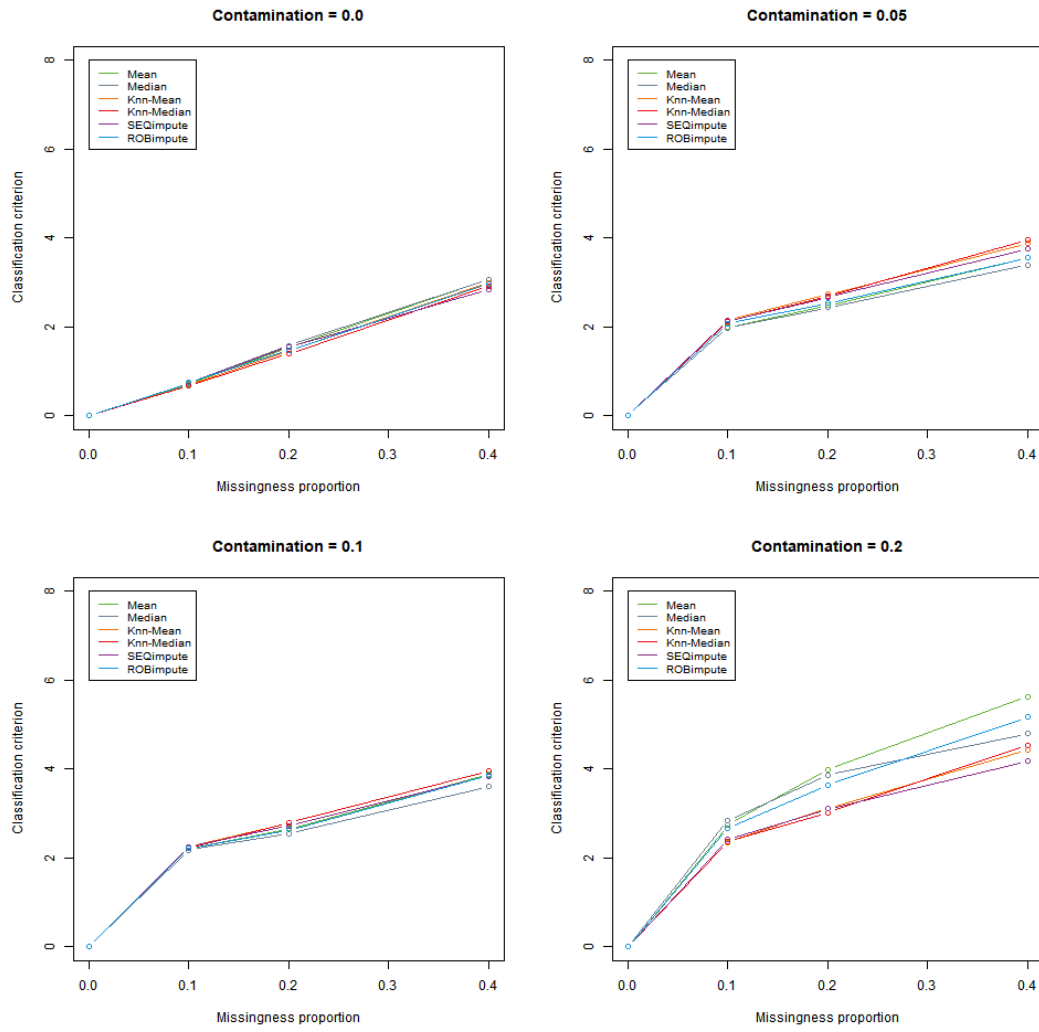 Contamination = 0.0
Mean
Median
Knn-Mean
Knn-Median
SEQimpute
ROBimpute
Classification criterion
8
6
4
2
0
0.0 0.1 0.2 0.3 0.4
Missingness proportion
Contamination = 0.05
Mean
Median
Knn-Mean
Knn-Median
SEQimpute
ROBimpute
Classification criterion
8
6
4
2
0
0.0 0.1 0.2 0.3 0.4
Missingness proportion
Contamination = 0.1
Mean
Median
Knn-Mean
Knn-Median
SEQimpute
ROBimpute
Classification criterion
8
6
4
2
0
0.0 0.1 0.2 0.3 0.4
Missingness proportion
Contamination = 0.2
Mean
Median
Knn-Mean
Knn-Median
SEQimpute
ROBimpute
Classification criterion
8
6
4
2
0
0.0 0.1 0.2 0.3 0.4
Missingness proportion